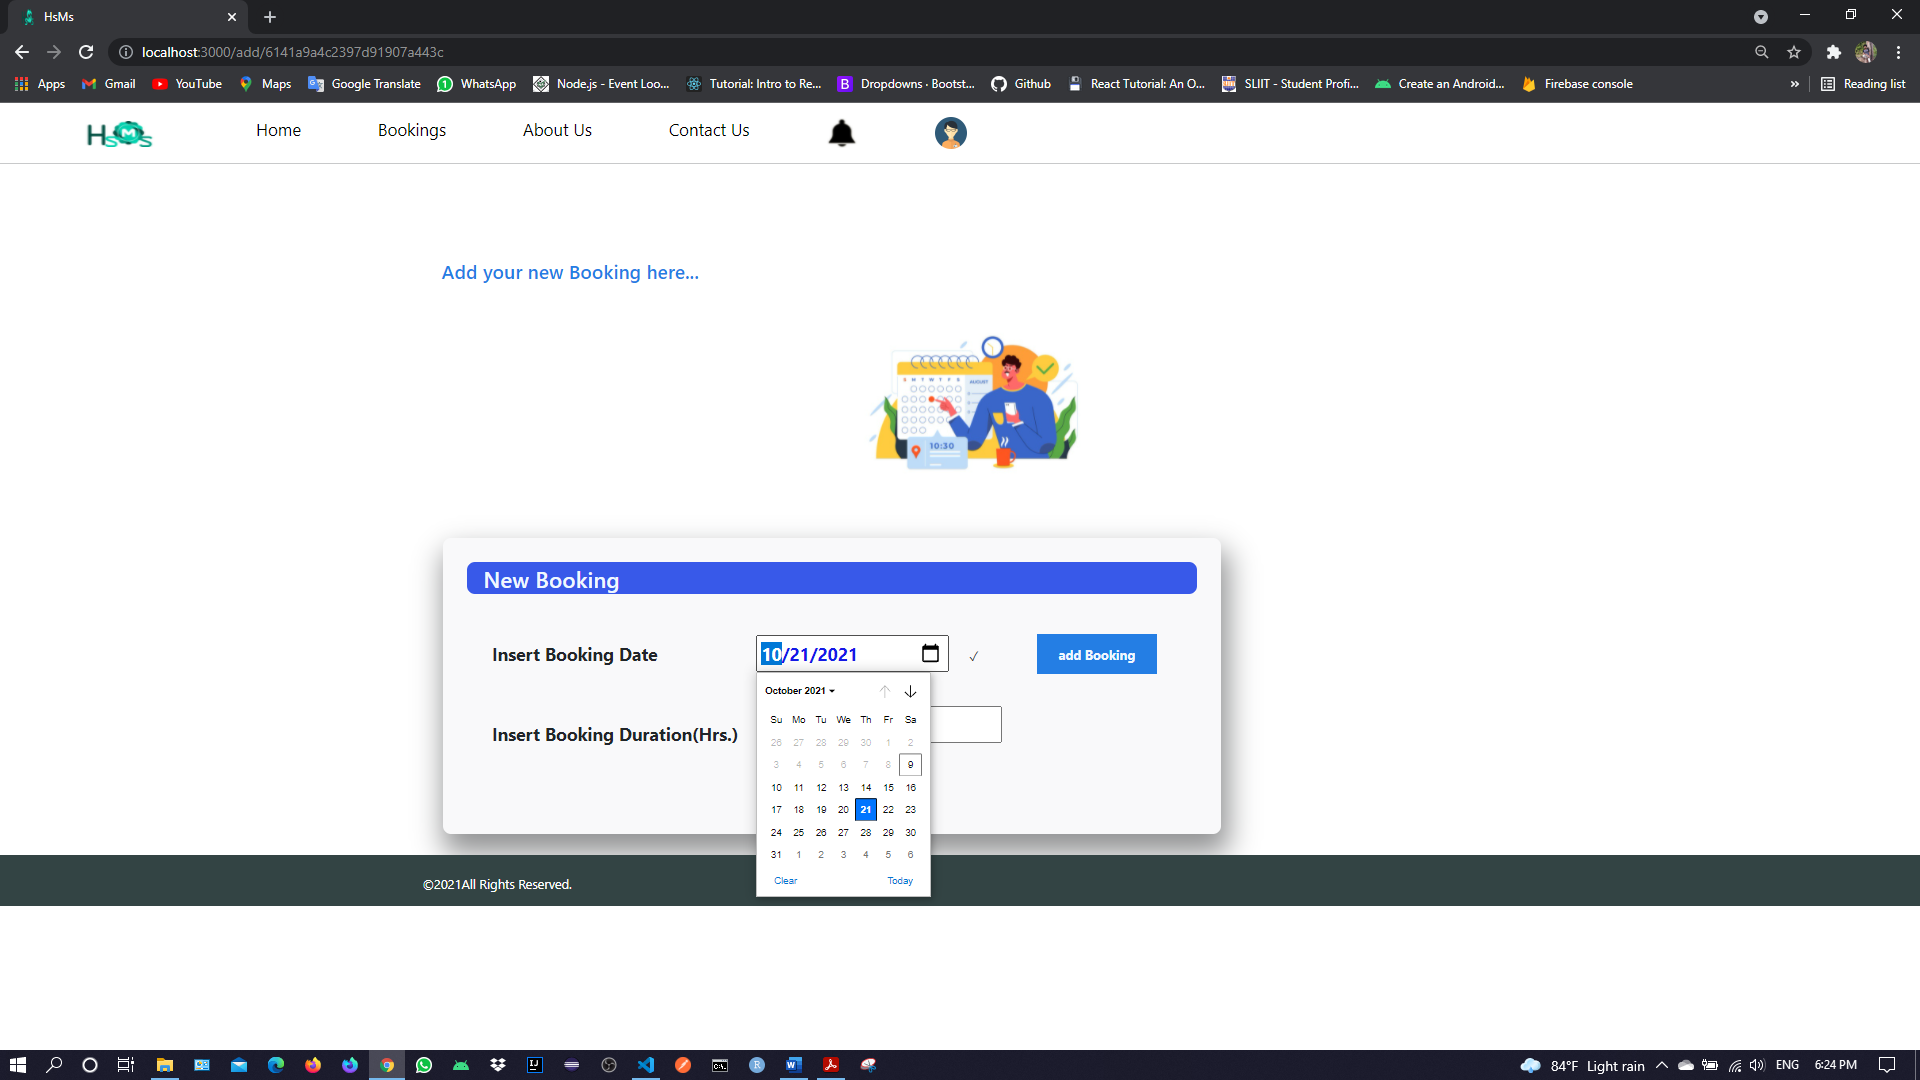 HsMs
localhost:3000/add/6141a9a4c2397d91907a443c
Apps Gmail YouTube Maps Google Translate WhatsApp Node.js - Event Loo... Tutorial: Intro to Re... Dropdowns · Bootst... Github React Tutorial: An O... SLIIT - Student Profi... Create an Android... Firebase console » Reading list
HsMs Home Bookings About Us Contact Us
Add your new Booking here...
AUGUST
10:30
New Booking
Insert Booking Date 10/21/2021 ✓ add Booking
October 2021
Su Mo Tu We Th Fr Sa
26 27 28 29 30 1 2
3 4 5 6 7 8 9
10 11 12 13 14 15 16
17 18 19 20 21 22 23
24 25 26 27 28 29 30
31 1 2 3 4 5 6
Clear Today
Insert Booking Duration(Hrs.)
©2021All Rights Reserved.
84°F Light rain ENG 6:24 PM